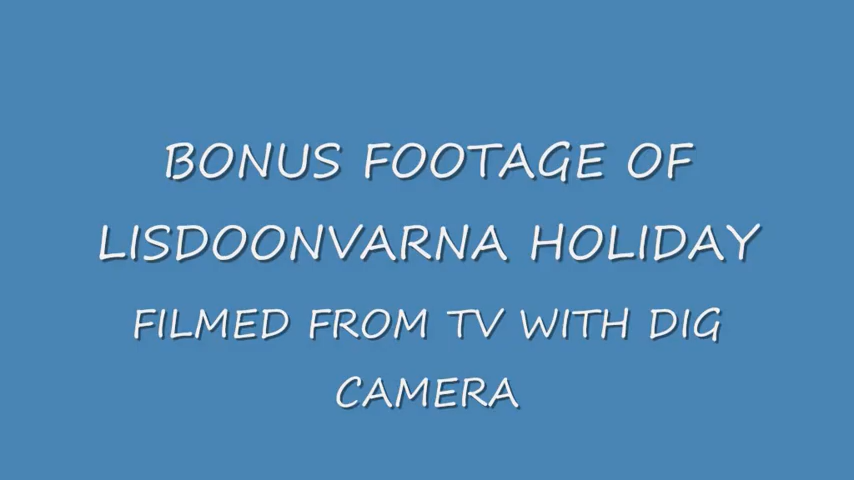 BONUS FOOTAGE OF
LISDOONVARNA HOLIDAY
FILMED FROM TV WITH DIG
CAMERA